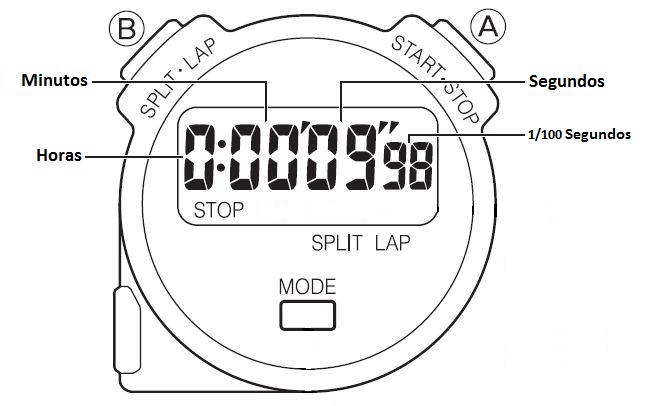 B
A
SPLIT · LAP
START · STOP
Minutos
Segundos
1/100 Segundos
Horas
0:00'09"98
STOP
SPLIT LAP
MODE